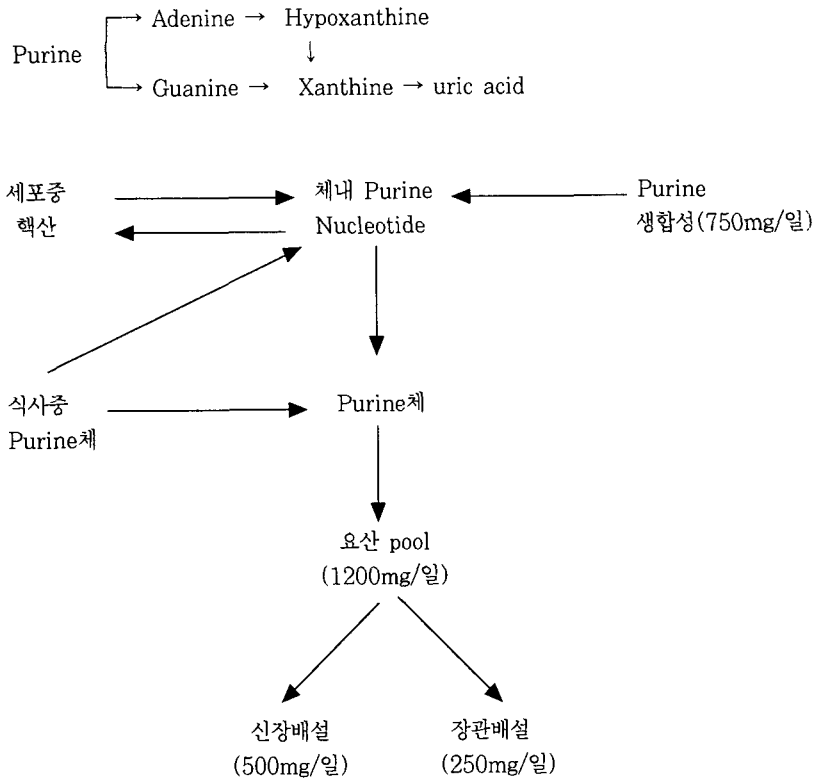 Adenine → Hypoxanthine
Purine
↓
Guanine → Xanthine → uric acid
세포중
핵산
체내 Purine
Nucleotide
Purine
생합성(750mg/일)
식사중
Purine체
Purine체
요산 pool
(1200mg/일)
신장배설
(500mg/일)
장관배설
(250mg/일)